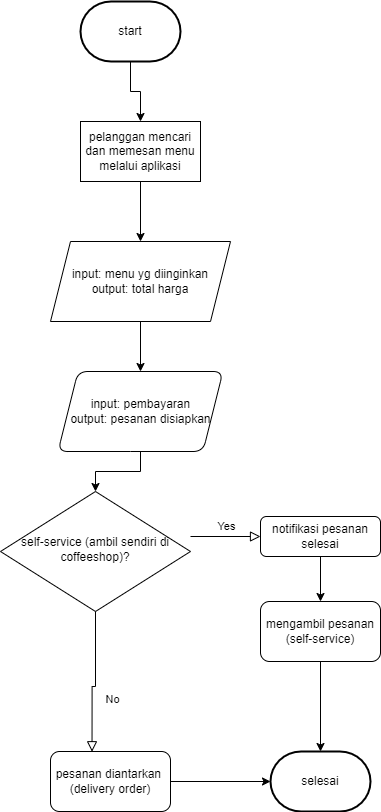 start
pelanggan mencari
dan memesan menu
melalui aplikasi
input: menu yg diinginkan
output: total harga
input: pembayaran
output: pesanan disiapkan
self-service (ambil sendiri di
coffeeshop)?
Yes
notifikasi pesanan
selesai
mengambil pesanan
(self-service)
No
pesanan diantarkan
(delivery order)
selesai